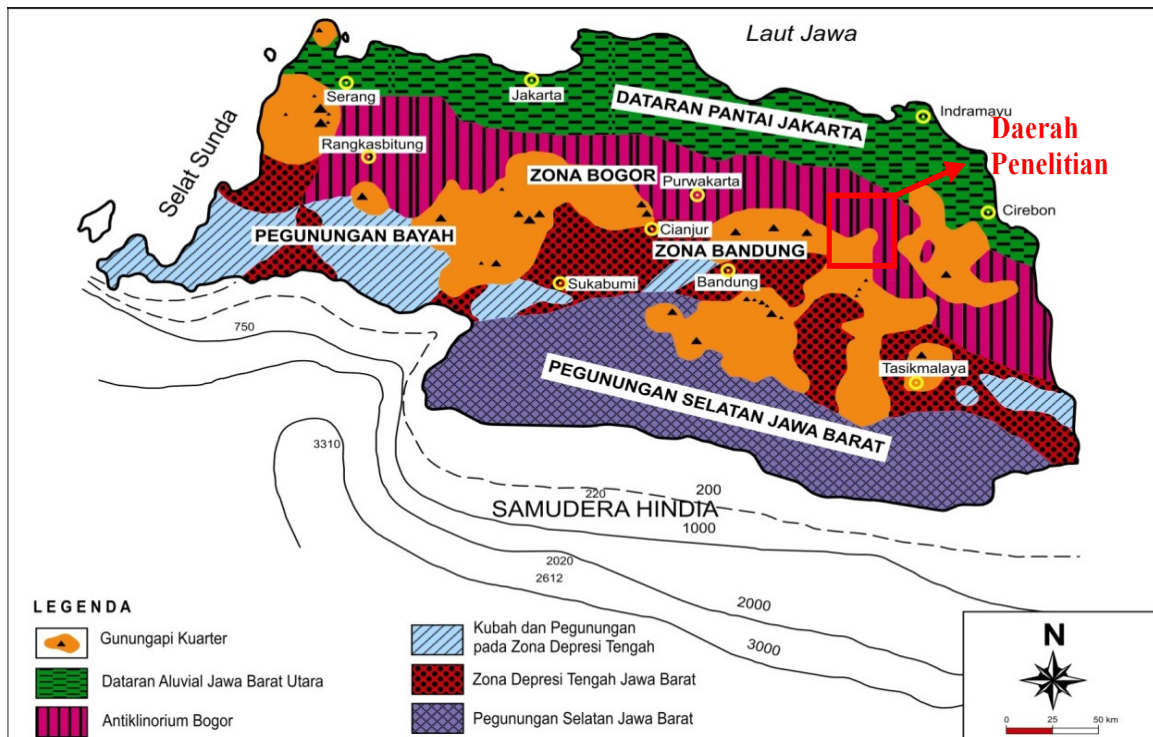 Laut Jawa
Serang
Jakarta
DATARAN PANTAI JAKARTA
Indramayu
Daerah
Penelitian
Selat Sunda
Rangkasbitung
ZONA BOGOR
Purwakarta
Cirebon
PEGUNUNGAN BAYAH
Cianjur
ZONA BANDUNG
Sukabumi
Bandung
750
Tasikmalaya
PEGUNUNGAN SELATAN JAWA BARAT
3310
220
200
SAMUDERA HINDIA
1000
2020
2612
2000
3000
LEGENDA
Gunungapi Kuarter
Dataran Aluvial Jawa Barat Utara
Antiklinorium Bogor
Kubah dan Pegunungan
pada Zona Depresi Tengah
Zona Depresi Tengah Jawa Barat
Pegunungan Selatan Jawa Barat
N
0 25 50 km